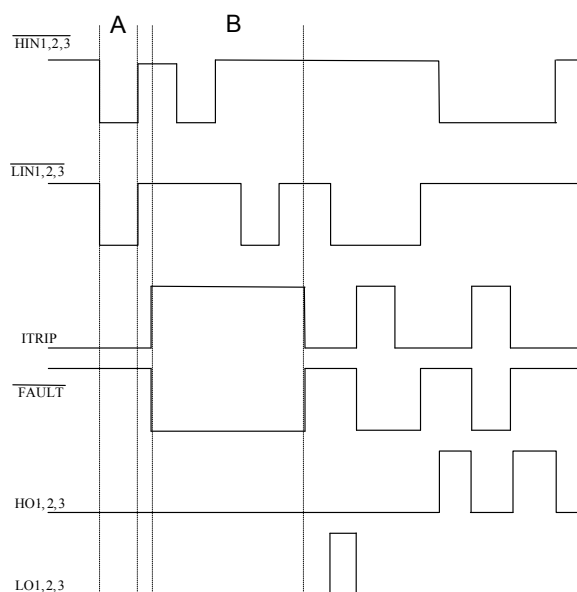 A B
HIN1,2,3
LIN1,2,3
ITRIP
FAULT
HO1,2,3
LO1,2,3